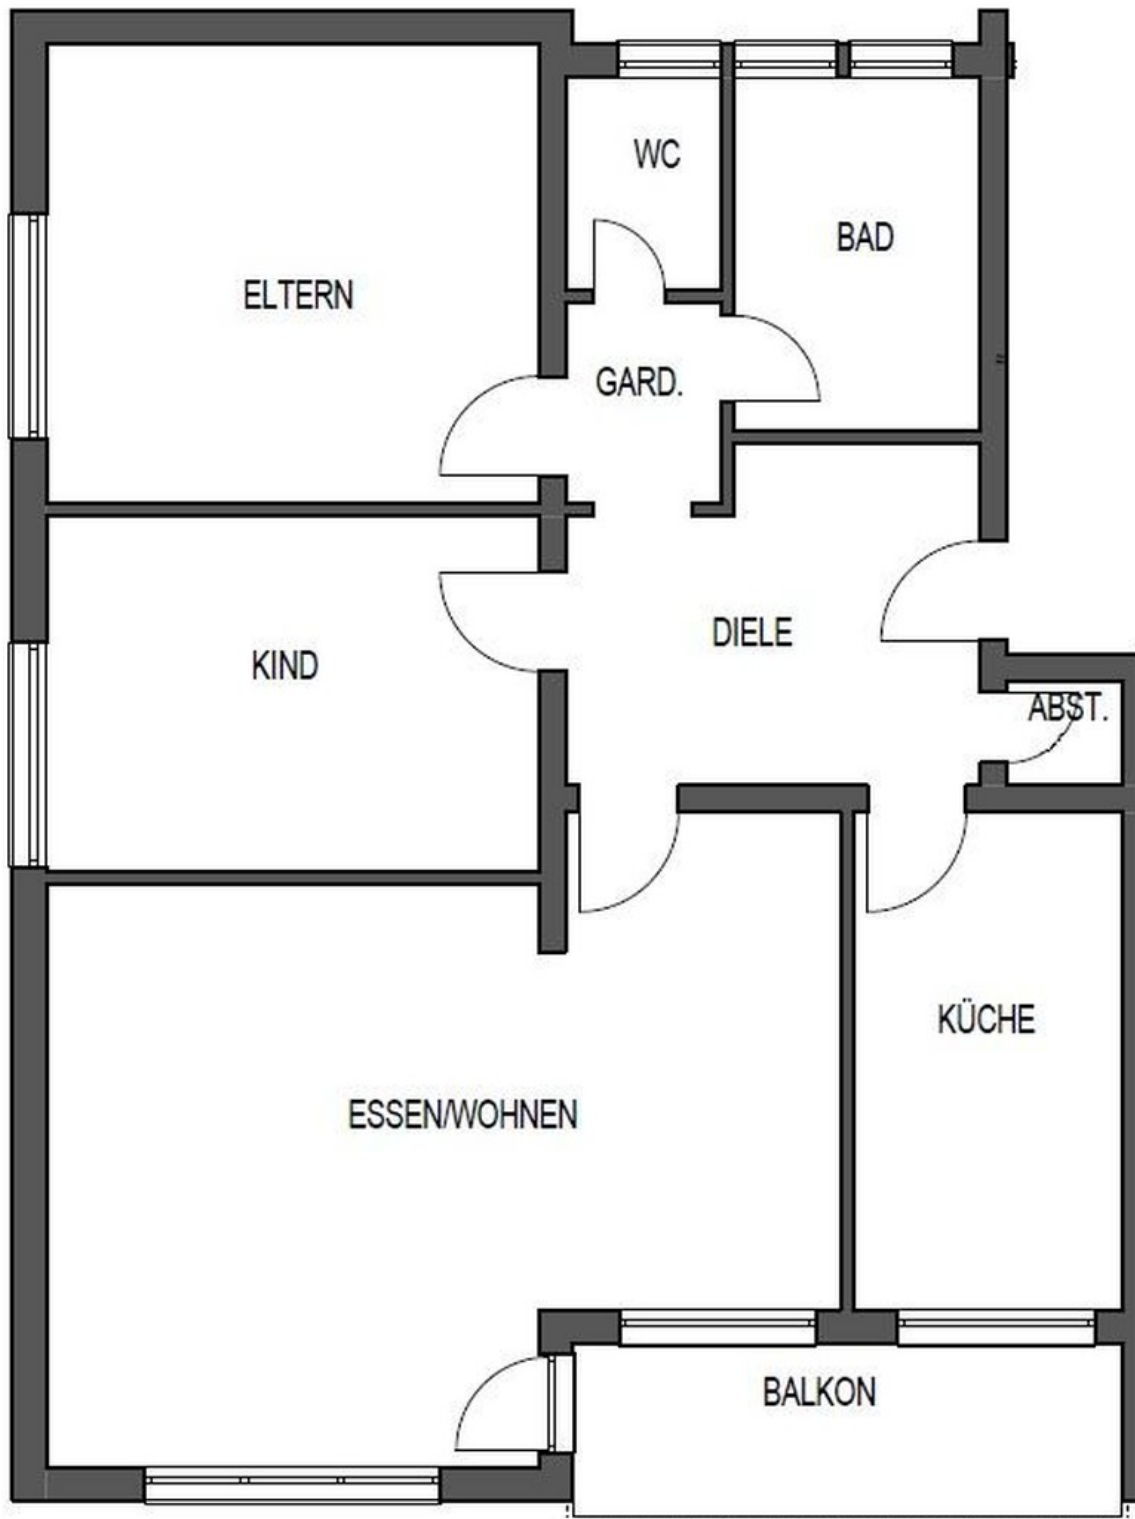 WC
BAD
ELTERN
GARD.
DIELE
KIND
ABST.
KÜCHE
ESSEN/WOHNEN
BALKON